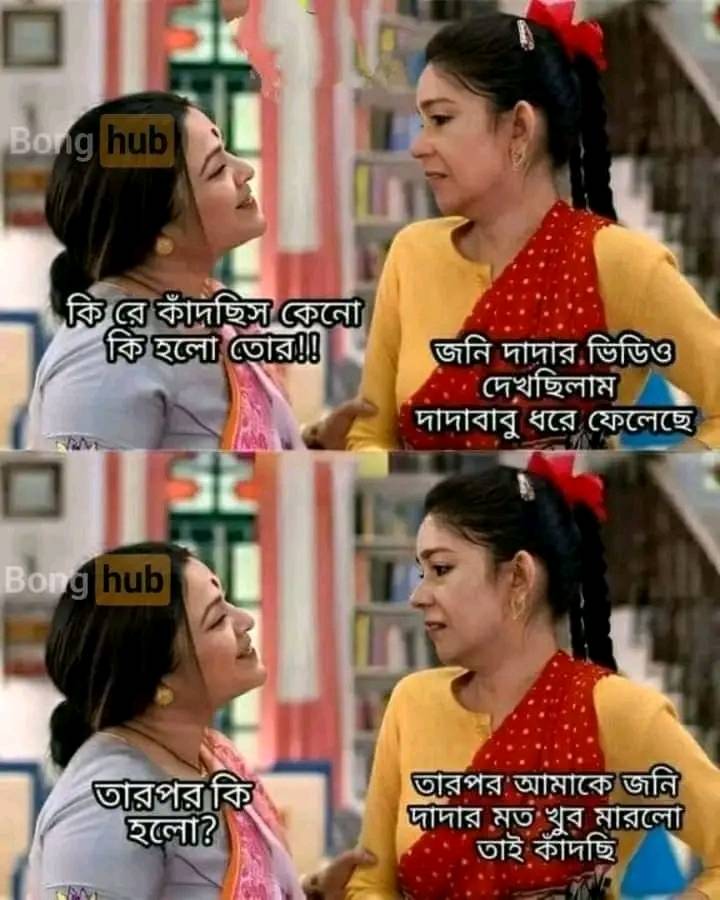 Bong hub
কি রে কাঁদছিস কেনো
কি হলো তোর!!
জনি দাদার ভিডিও
দেখছিলাম
দাদাবাবু ধরে ফেলেছে
Bong hub
তারপর কি
হলো?
তারপর আমাকে জনি
দাদার মত খুব মারলো
তাই কাঁদছি